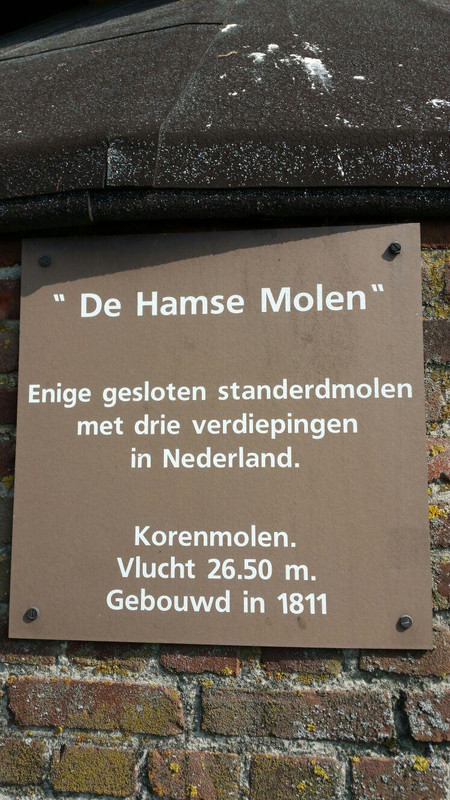 “ De Hamse Molen”
Enige gesloten standerdmolen
met drie verdiepingen
in Nederland.
Korenmolen.
Vlucht 26.50 m.
Gebouwd in 1811